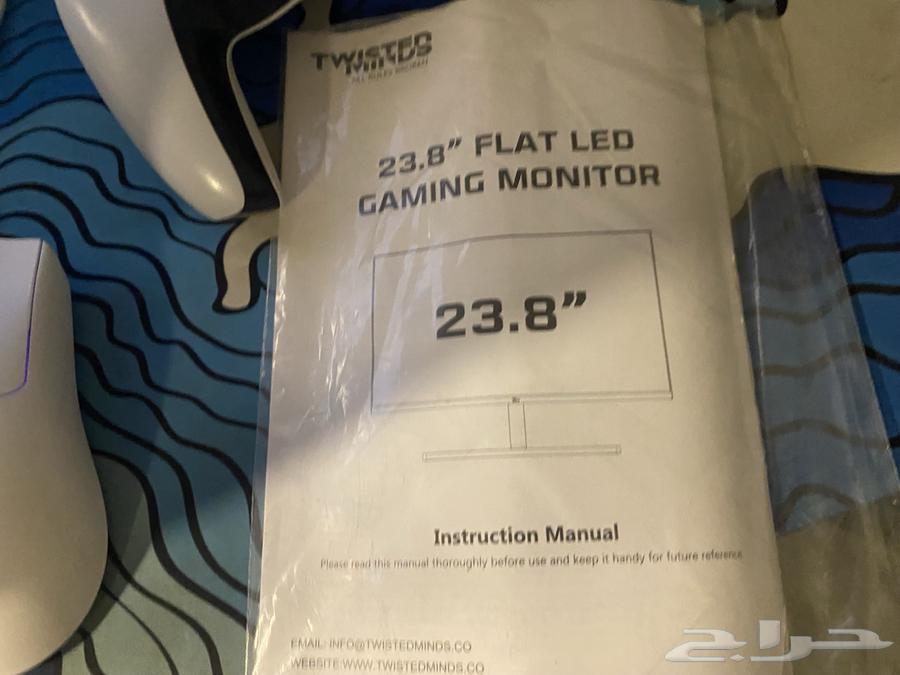 TWISTED
MINDS
ALL RULES BROKEN
23.8” FLAT LED
GAMING MONITOR
23.8”
Instruction Manual
Please read this manual thoroughly before use and keep it handy for future reference
EMAIL: INFO@TWISTEDMINDS.CO
WEBSITE:WWW.TWISTEDMINDS.CO
حراج